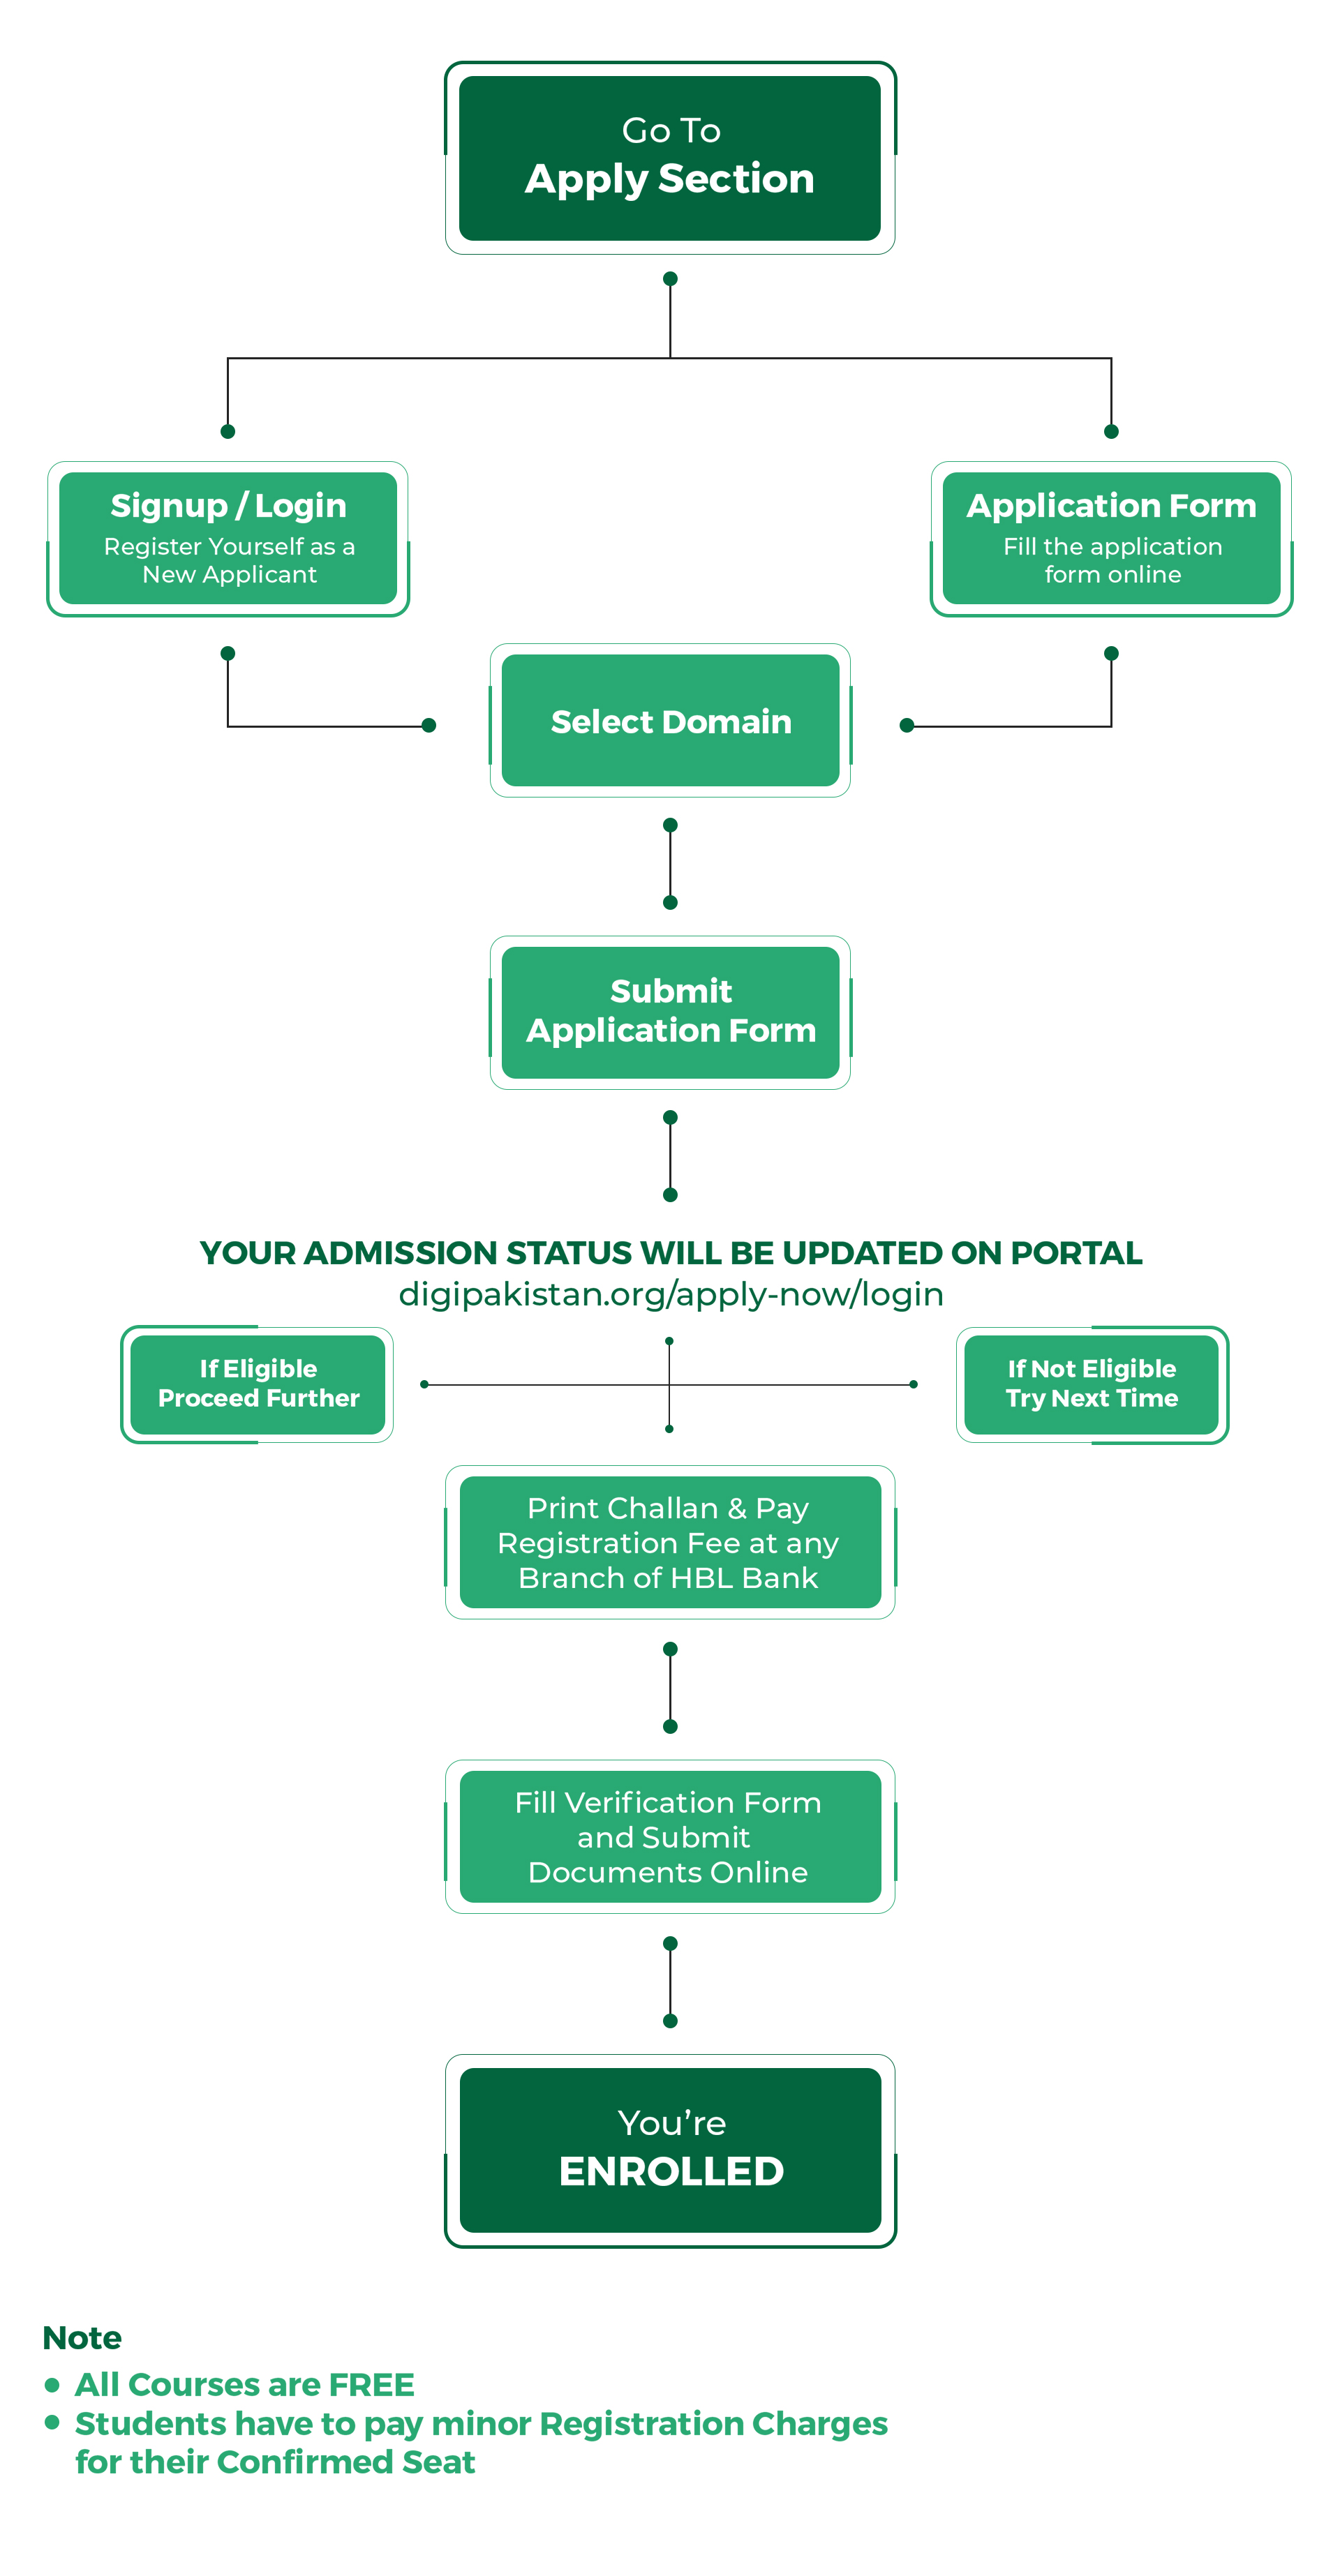 Go To
Apply Section
Signup / Login
Register Yourself as a
New Applicant
Application Form
Fill the application
form online
Select Domain
Submit
Application Form
YOUR ADMISSION STATUS WILL BE UPDATED ON PORTAL
digipakistan.org/apply-now/login
If Eligible
Proceed Further
If Not Eligible
Try Next Time
Print Challan & Pay
Registration Fee at any
Branch of HBL Bank
Fill Verification Form
and Submit
Documents Online
You’re
ENROLLED
Note
● All Courses are FREE
● Students have to pay minor Registration Charges
for their Confirmed Seat